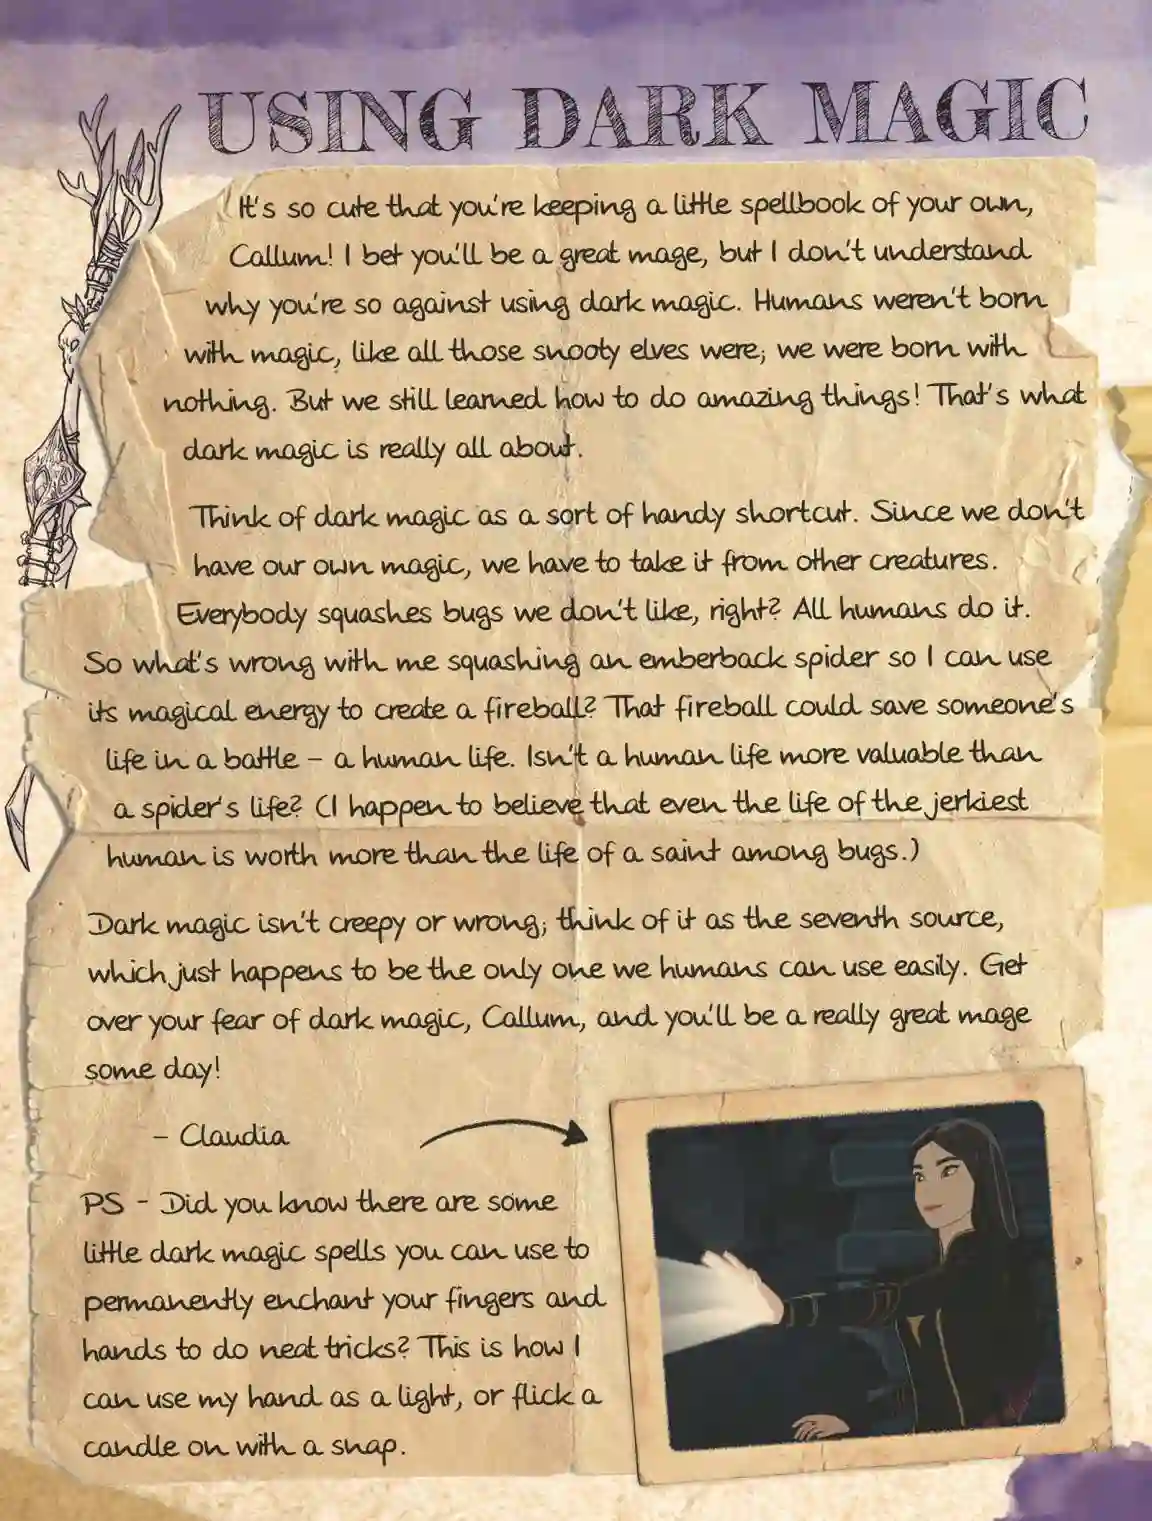 USING DARK MAGIC
It's so cute that you're keeping a little spellbook of your own,
Callum! I bet you'll be a great mage, but I don't understand
why you're so against using dark magic. Humans weren't born
with magic, like all those snooty elves were; we were born with
nothing. But we still learned how to do amazing things! That's what
dark magic is really all about.
Think of dark magic as a sort of handy shortcut. Since we don't
have our own magic, we have to take it from other creatures.
Everybody squashes bugs we don't like, right? All humans do it.
So what's wrong with me squashing an emberback spider so I can use
its magical energy to create a fireball? That fireball could save someone's
life in a battle – a human life. Isn't a human life more valuable than
a spider's life? (I happen to believe that even the life of the jerkiest
human is worth more than the life of a saint among bugs.)
Dark magic isn't creepy or wrong; think of it as the seventh source,
which just happens to be the only one we humans can use easily. Get
over your fear of dark magic, Callum, and you'll be a really great mage
some day!
– Claudia
PS - Did you know there are some
little dark magic spells you can use to
permanently enchant your fingers and
hands to do neat tricks? This is how I
can use my hand as a light, or flick a
candle on with a snap.